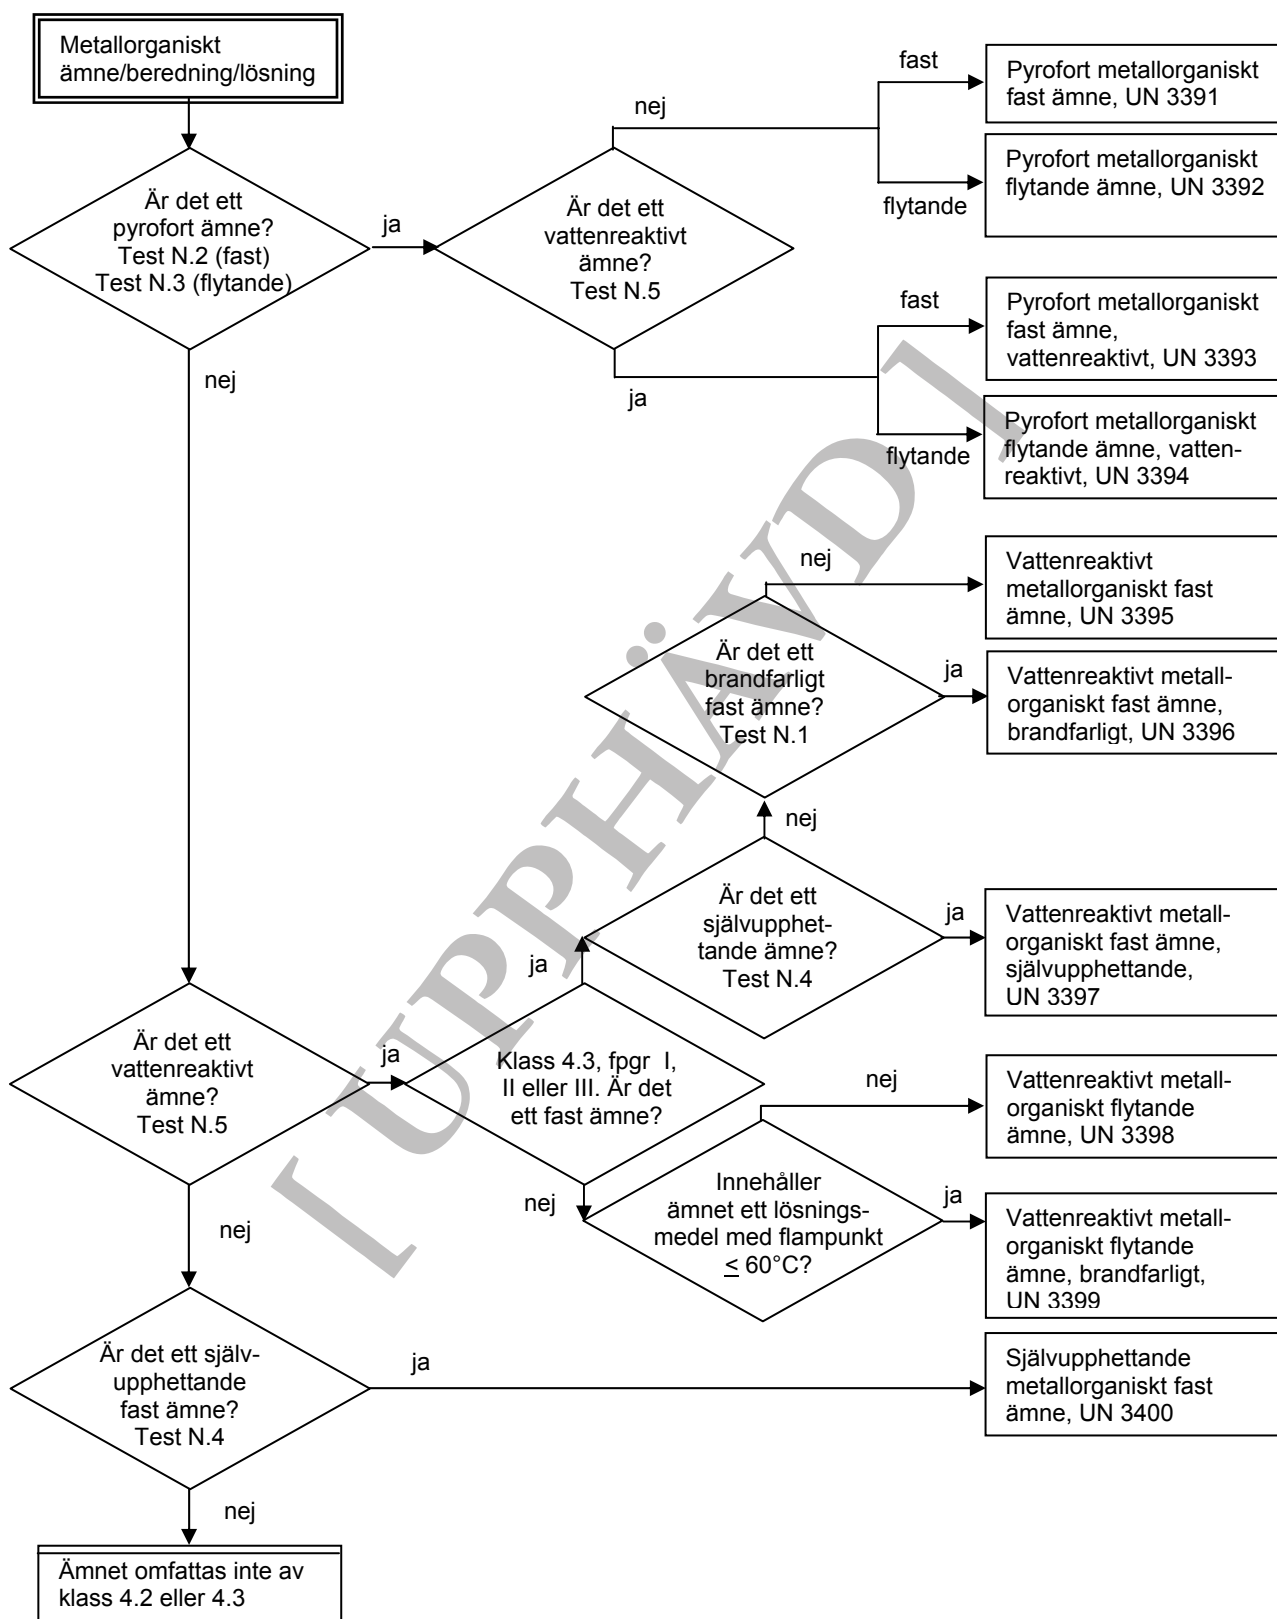 Metallorganiskt
ämne/beredning/lösning
Är det ett
pyrofort ämne?
Test N.2 (fast)
Test N.3 (flytande)
ja
nej
Är det ett
vattenreaktivt
ämne?
Test N.5
nej
fast
flytande
Pyrofort metallorganiskt
fast ämne, UN 3391
Pyrofort metallorganiskt
flytande ämne, UN 3392
ja
fast
flytande
Pyrofort metallorganiskt
fast ämne,
vattenreaktivt, UN 3393
Pyrofort metallorganiskt
flytande ämne, vatten-
reaktivt, UN 3394
[ UPPHÄVD ]
nej
Är det ett
brandfarligt
fast ämne?
Test N.1
ja
Vattenreaktivt
metallorganiskt fast
ämne, UN 3395
Vattenreaktivt metall-
organiskt fast ämne,
brandfarligt, UN 3396
nej
Är det ett
självupphet-
tande ämne?
Test N.4
ja
Vattenreaktivt metall-
organiskt fast ämne,
självupphettande,
UN 3397
Är det ett
vattenreaktivt
ämne?
Test N.5
ja
nej
ja
Klass 4.3, fpgr I,
II eller III. Är det
ett fast ämne?
nej
Innehåller
ämnet ett lösnings-
medel med flampunkt
≤ 60°C?
nej
ja
Vattenreaktivt metall-
organiskt flytande
ämne, UN 3398
Vattenreaktivt metall-
organiskt flytande
ämne, brandfarligt,
UN 3399
Är det ett själv-
upphettande
fast ämne?
Test N.4
ja
Självupphettande
metallorganiskt fast
ämne, UN 3400
nej
Ämnet omfattas inte av
klass 4.2 eller 4.3